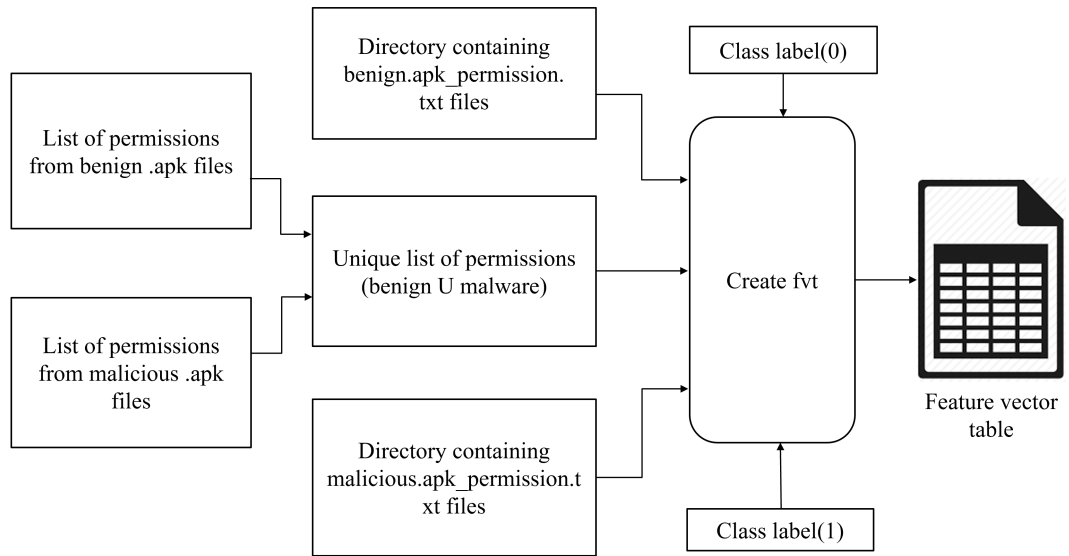 List of permissions
from benign .apk files
List of permissions
from malicious .apk
files
Directory containing
benign.apk_permission.
txt files
Unique list of permissions
(benign U malware)
Directory containing
malicious.apk_permission.t
xt files
Class label(0)
Create fvt
Class label(1)
Feature vector
table